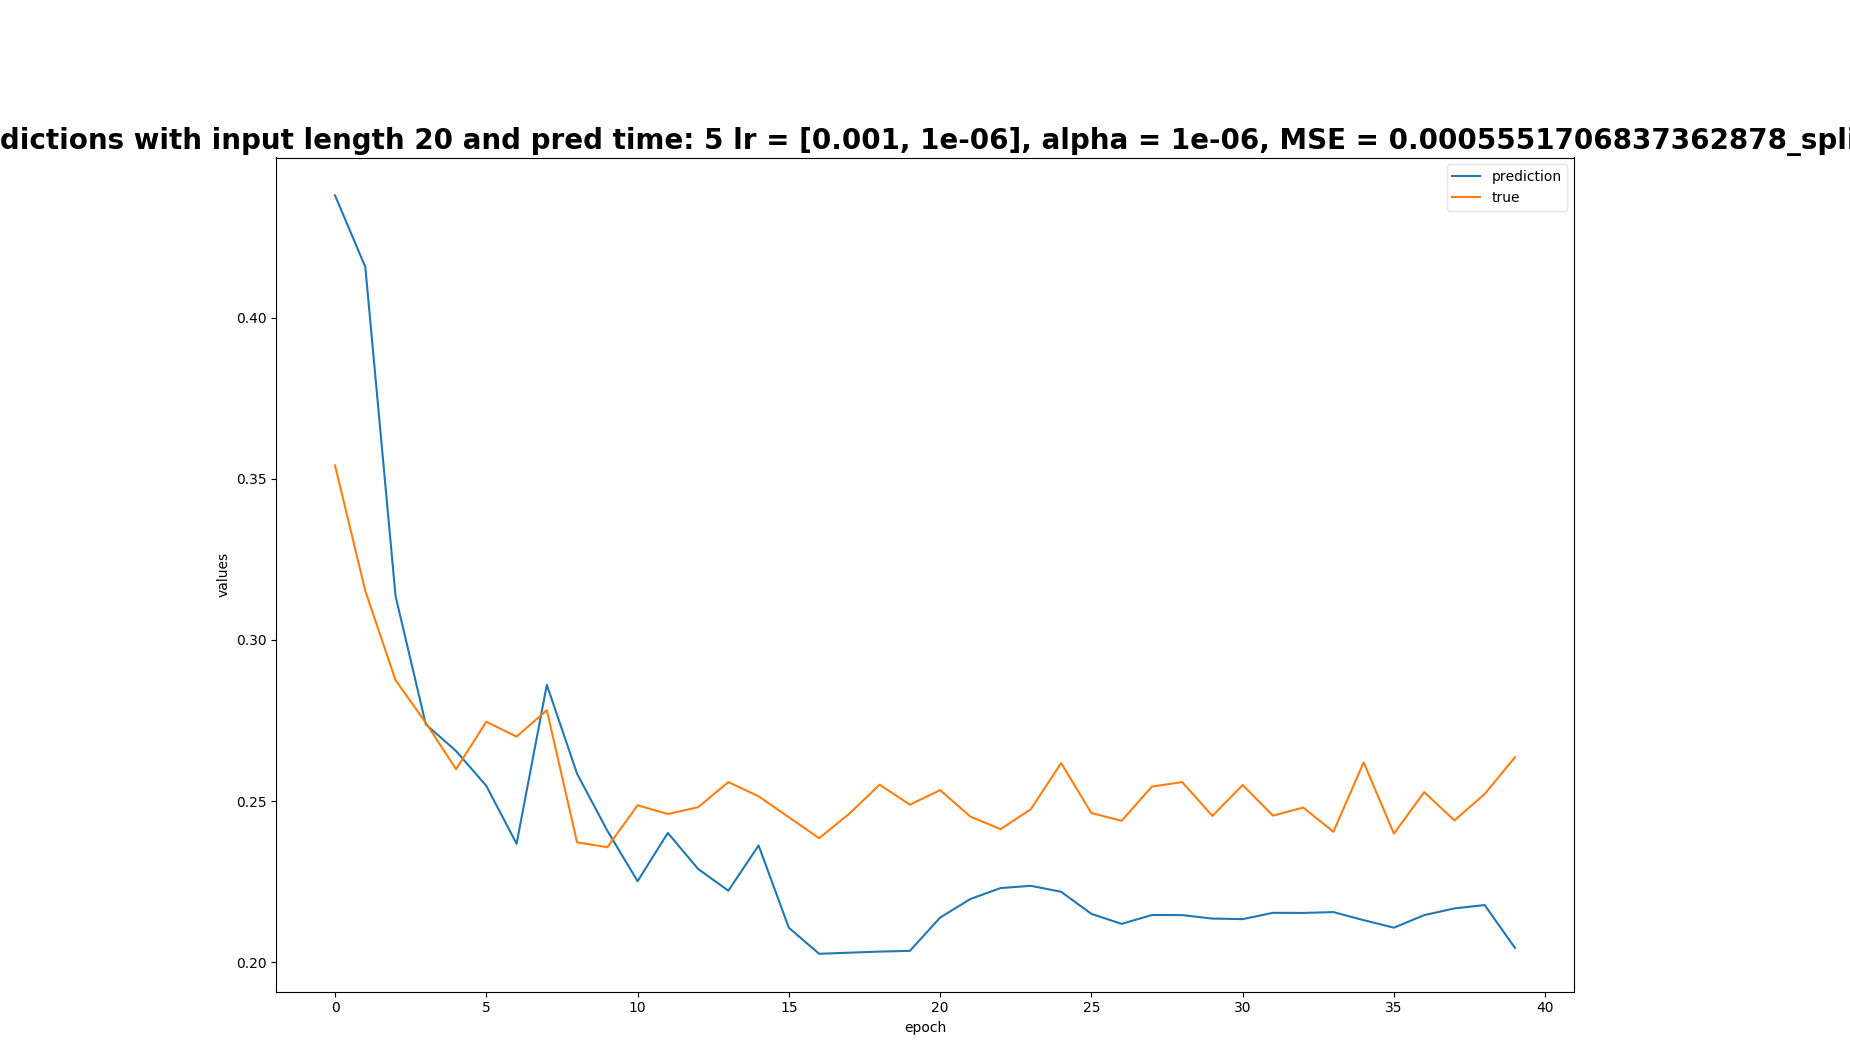 dictions with input length 20 and pred time: 5 lr = [0.001, 1e-06], alpha = 1e-06, MSE = 0.0005551706837362878_spli
prediction
true
0.40
0.35
0.30
0.25
0.20
values
0 5 10 15 20 25 30 35 40
epoch